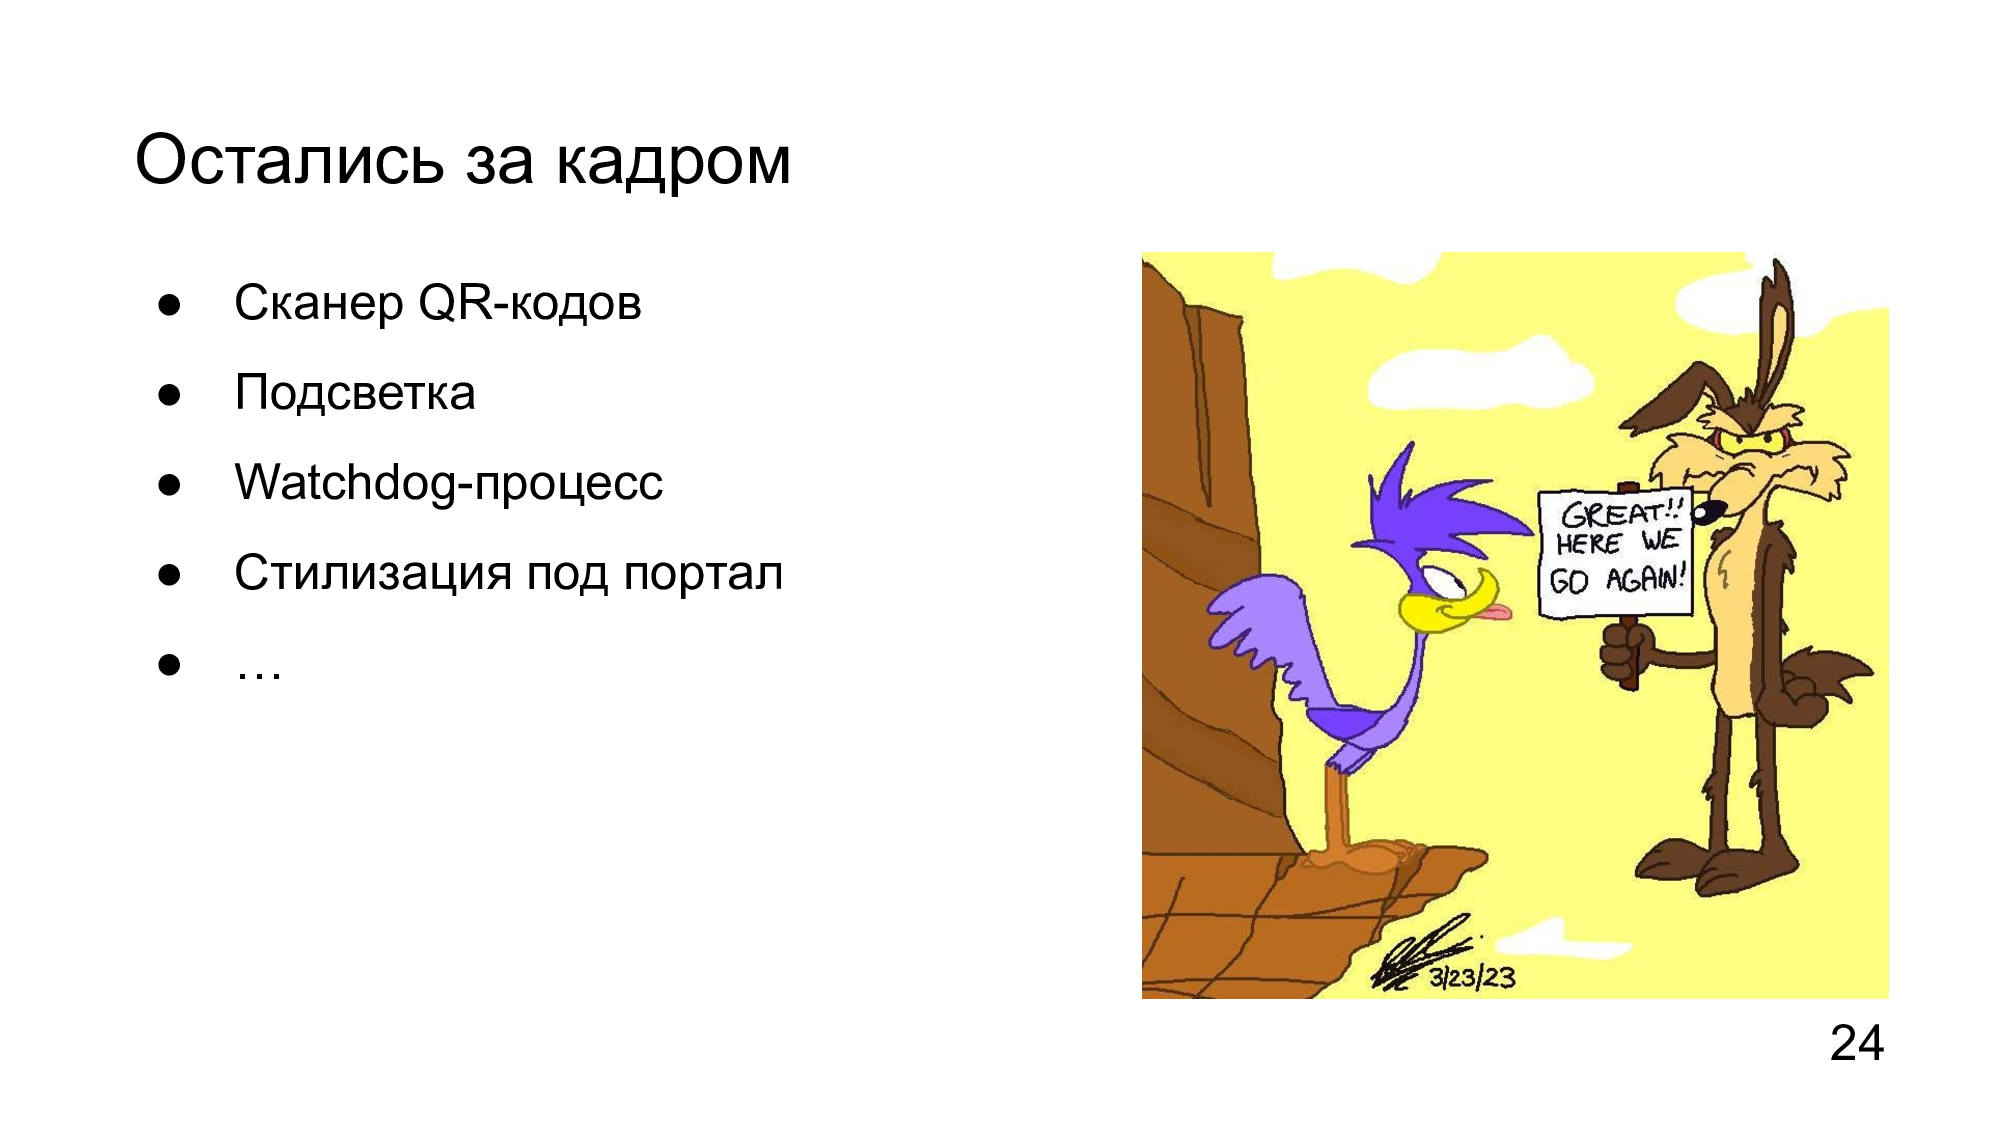 Остались за кадром
● Сканер QR-кодов
● Подсветка
● Watchdog-процесс
● Стилизация под портал
● …
GREAT!!
HERE WE
GO AGAIN!
3/23/23
24